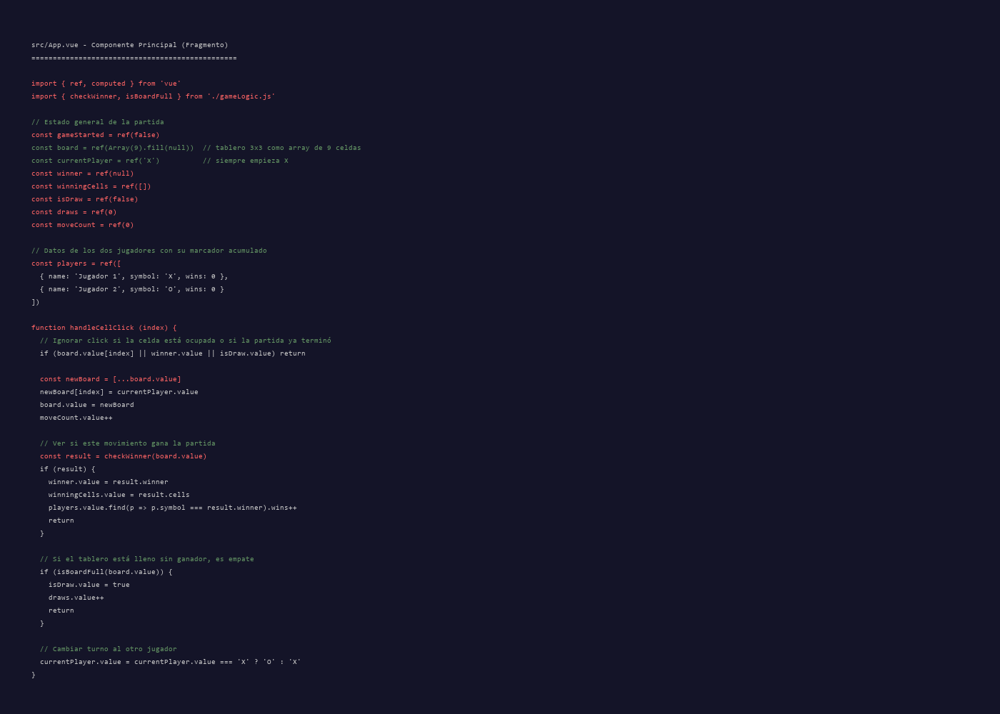 src/App.vue - Componente Principal (Fragmento)
================================================
import { ref, computed } from 'vue'
import { checkWinner, isBoardFull } from './gameLogic.js'
// Estado general de la partida
const gameStarted = ref(false)
const board = ref(Array(9).fill(null))  // tablero 3x3 como array de 9 celdas
const currentPlayer = ref('X')          // siempre empieza X
const winner = ref(null)
const winningCells = ref([])
const isDraw = ref(false)
const draws = ref(0)
const moveCount = ref(0)
// Datos de los dos jugadores con su marcador acumulado
const players = ref([
  { name: 'Jugador 1', symbol: 'X', wins: 0 },
  { name: 'Jugador 2', symbol: 'O', wins: 0 }
])
function handleCellClick (index) {
  // Ignorar click si la celda está ocupada o si la partida ya terminó
  if (board.value[index] || winner.value || isDraw.value) return
  const newBoard = [...board.value]
  newBoard[index] = currentPlayer.value
  board.value = newBoard
  moveCount.value++
  // Ver si este movimiento gana la partida
  const result = checkWinner(board.value)
  if (result) {
    winner.value = result.winner
    winningCells.value = result.cells
    players.value.find(p => p.symbol === result.winner).wins++
    return
  }
  // Si el tablero está lleno sin ganador, es empate
  if (isBoardFull(board.value)) {
    isDraw.value = true
    draws.value++
    return
  }
  // Cambiar turno al otro jugador
  currentPlayer.value = currentPlayer.value === 'X' ? 'O' : 'X'
}